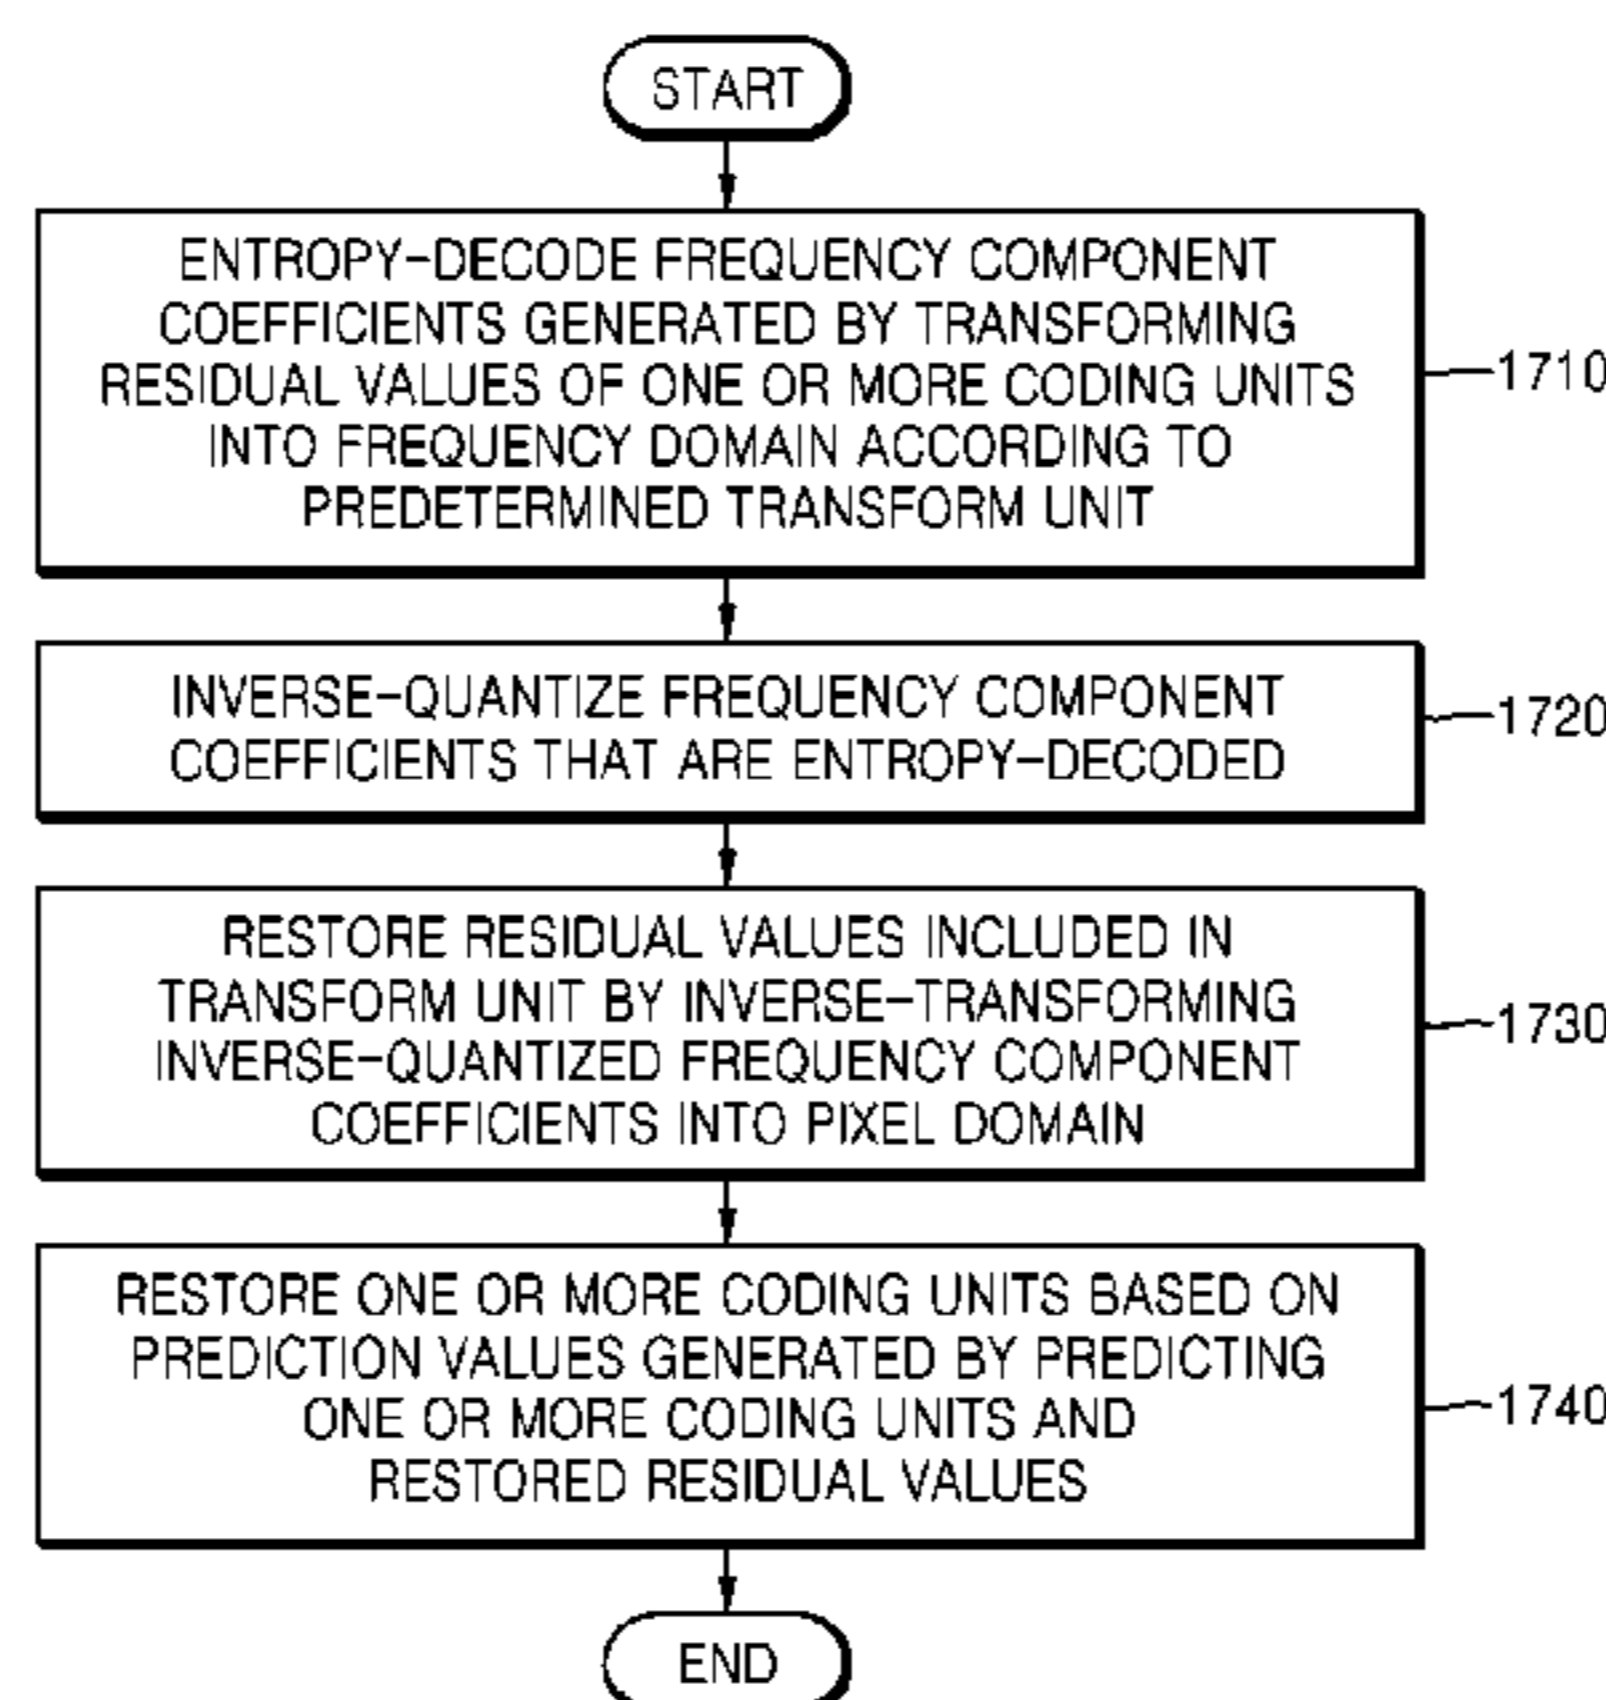 START
ENTROPY-DECODE FREQUENCY COMPONENT
COEFFICIENTS GENERATED BY TRANSFORMING
RESIDUAL VALUES OF ONE OR MORE CODING UNITS
INTO FREQUENCY DOMAIN ACCORDING TO
PREDETERMINED TRANSFORM UNIT
1710
INVERSE-QUANTIZE FREQUENCY COMPONENT
COEFFICIENTS THAT ARE ENTROPY-DECODED
1720
RESTORE RESIDUAL VALUES INCLUDED IN
TRANSFORM UNIT BY INVERSE-TRANSFORMING
INVERSE-QUANTIZED FREQUENCY COMPONENT
COEFFICIENTS INTO PIXEL DOMAIN
1730
RESTORE ONE OR MORE CODING UNITS BASED ON
PREDICTION VALUES GENERATED BY PREDICTING
ONE OR MORE CODING UNITS AND
RESTORED RESIDUAL VALUES
1740
END